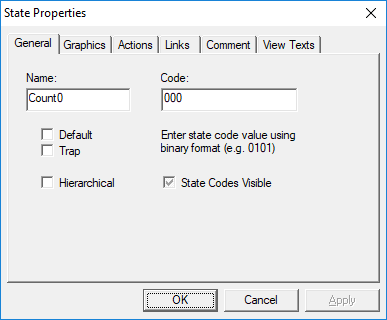 State Properties
General Graphics Actions Links Comment View Texts
Name: Code:
Count0 000
Default Enter state code value using
Trap binary format (e.g. 0101)
Hierarchical State Codes Visible
OK Cancel Apply